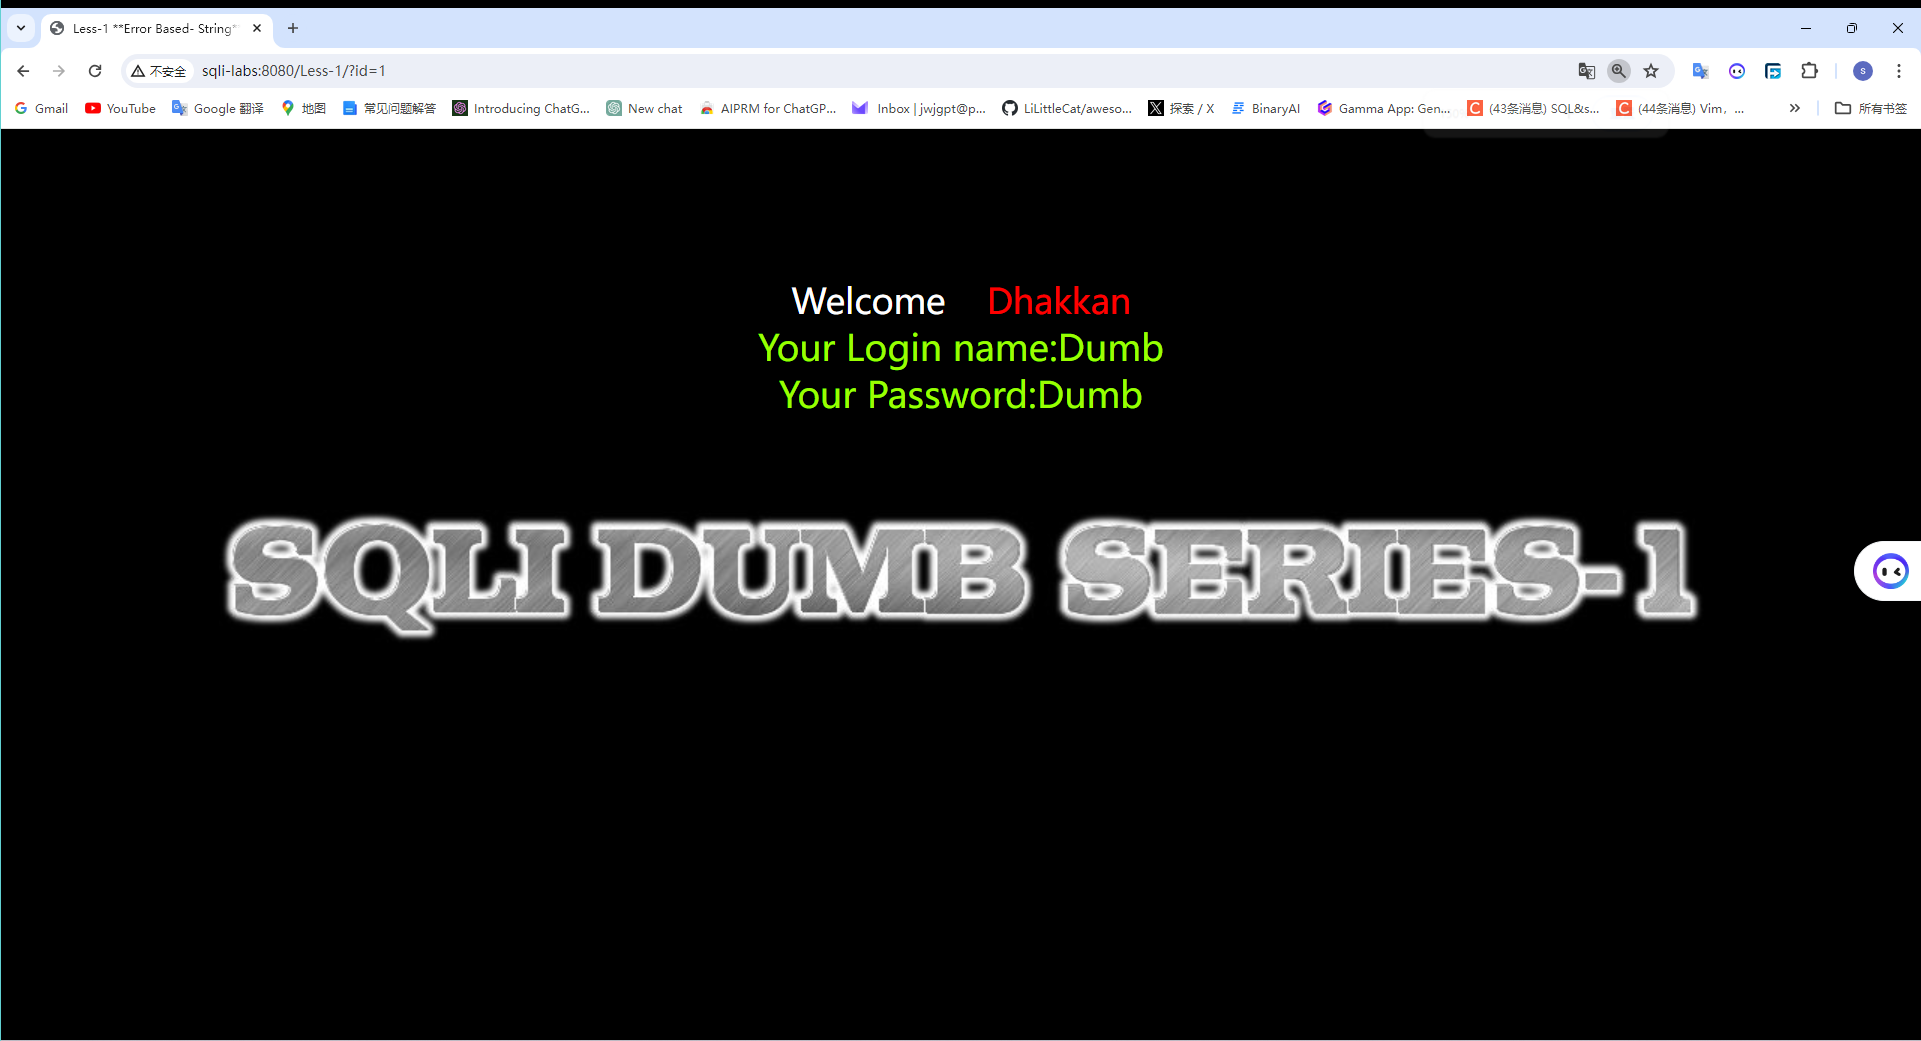 Less-1 **Error Based- String*
不安全
sqli-labs:8080/Less-1/?id=1
S
Gmail
YouTube
Google 翻译
地图
常见问题解答
Introducing ChatG...
New chat
AIPRM for ChatGP...
Inbox | jwjgpt@p...
LiLittleCat/aweso...
探索 / X
BinaryAI
Gamma App: Gen...
(43条消息) SQL&s...
(44条消息) Vim，...
所有书签
Welcome Dhakkan
Your Login name:Dumb
Your Password:Dumb
SQLI DUMB SERIES-1